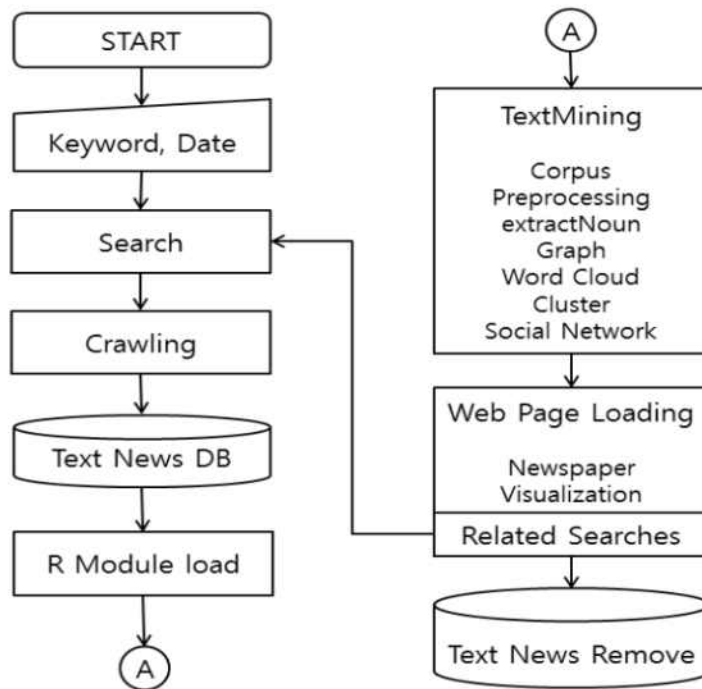 START
Keyword, Date
Search
Crawling
Text News DB
R Module load
A
A
TextMining
Corpus
Preprocessing
extractNoun
Graph
Word Cloud
Cluster
Social Network
Web Page Loading
Newspaper
Visualization
Related Searches
Text News Remove